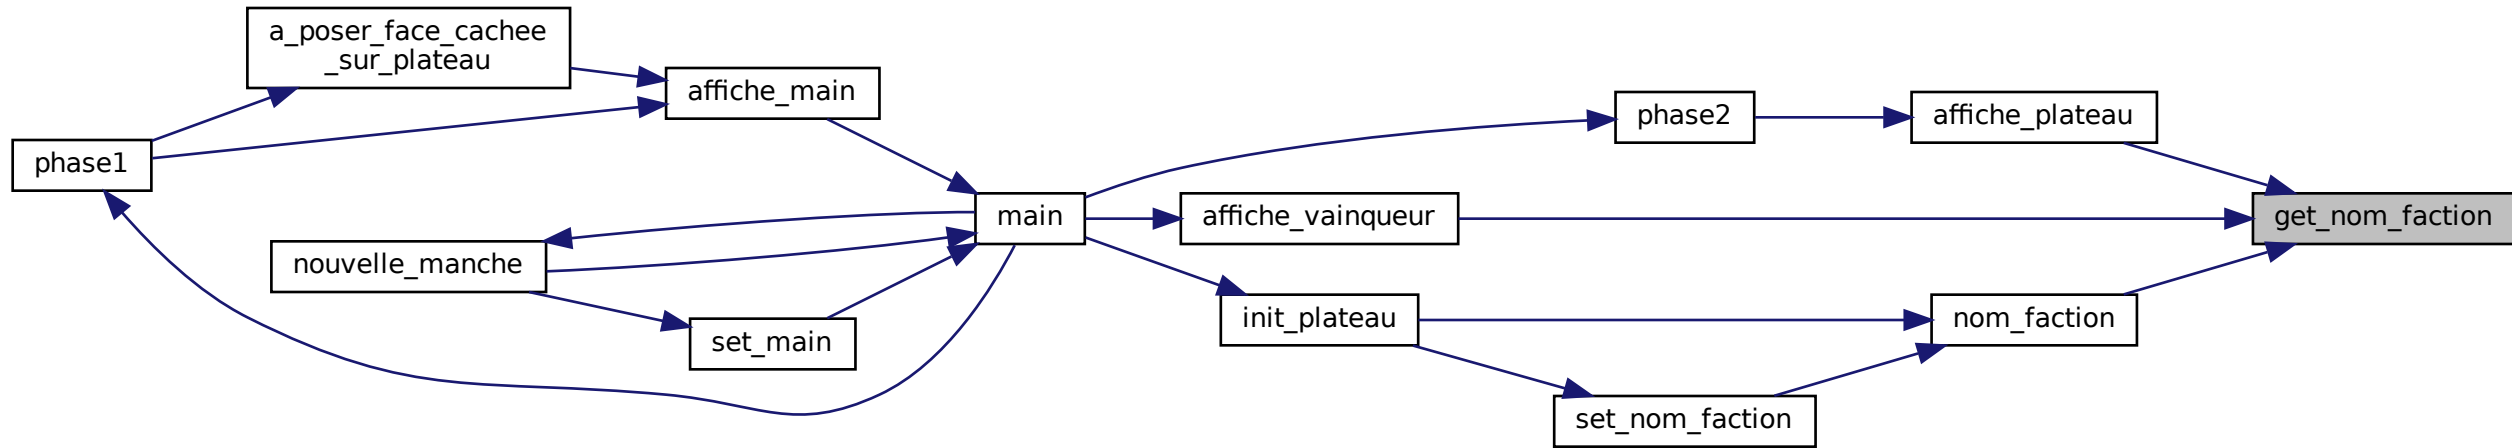 a_poser_face_cachee
_sur_plateau
affiche_main
phase1
nouvelle_manche
set_main
main
phase2
affiche_plateau
affiche_vainqueur
get_nom_faction
init_plateau
nom_faction
set_nom_faction